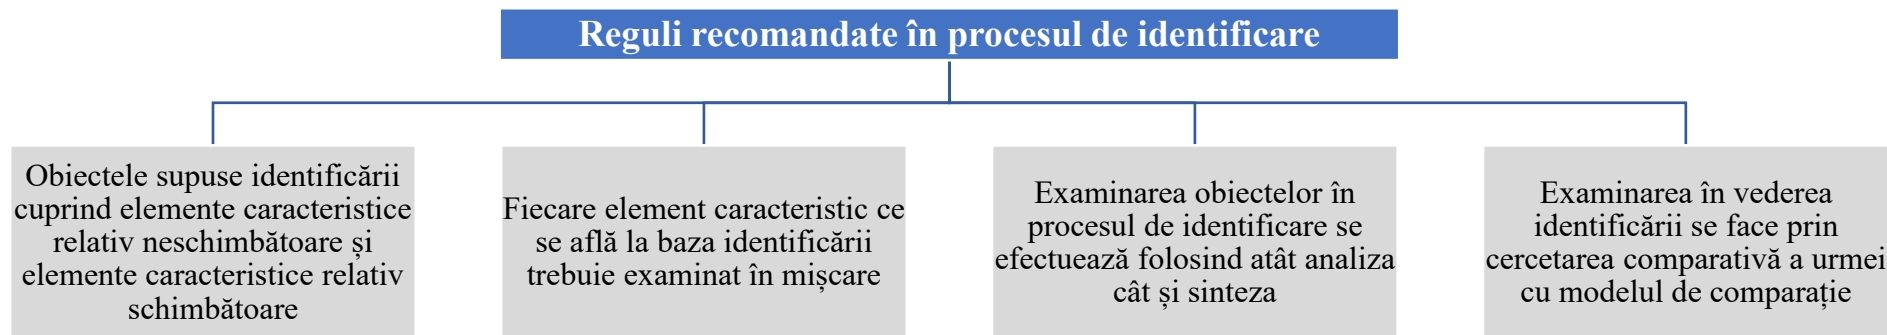 Reguli recomandate în procesul de identificare
Obiectele supuse identificării
cuprind elemente caracteristice
relativ neschimbătoare și
elemente caracteristice relativ
schimbătoare
Fiecare element caracteristic ce
se află la baza identificării
trebuie examinat în mișcare
Examinarea obiectelor în
procesul de identificare se
efectuează folosind atât analiza
cât și sinteza
Examinarea în vederea
identificării se face prin
cercetarea comparativă a urmei
cu modelul de comparație